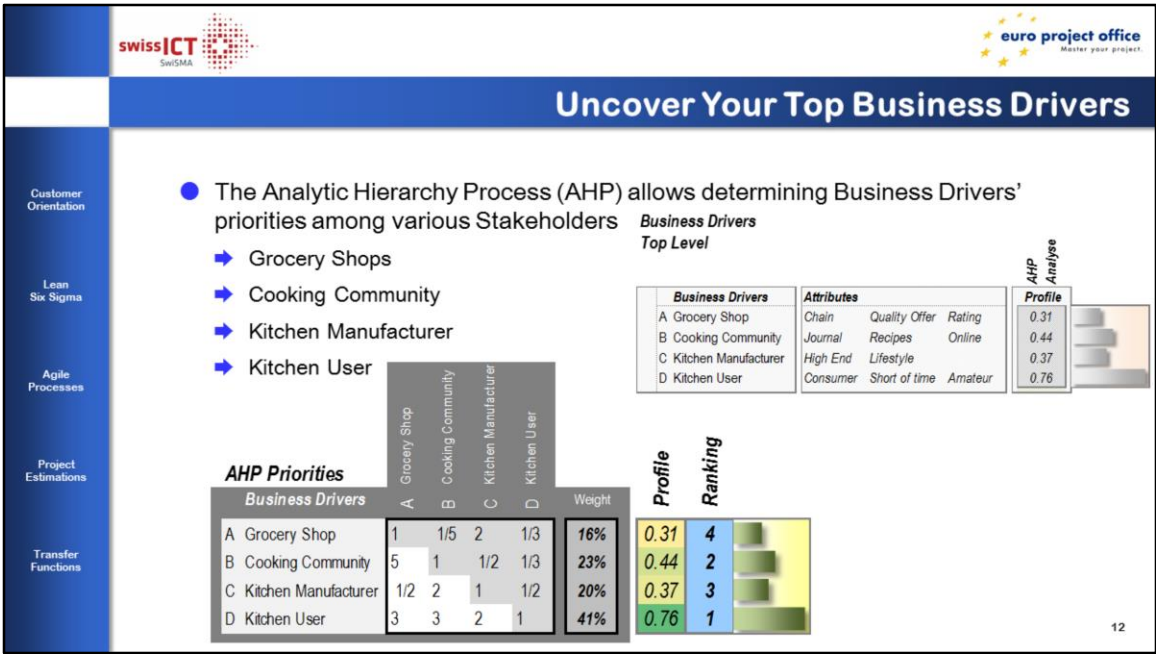 swissICT
SwiSMA
euro project office
Master your project.
Uncover Your Top Business Drivers
Customer
Orientation
Lean
Six Sigma
Agile
Processes
Project
Estimations
Transfer
Functions
The Analytic Hierarchy Process (AHP) allows determining Business Drivers'
priorities among various Stakeholders
Grocery Shops
Cooking Community
Kitchen Manufacturer
Kitchen User
Business Drivers
Top Level
AHP
Analyse
Business Drivers Attributes Profile
A Grocery Shop Chain Quality Offer Rating 0.31
B Cooking Community Journal Recipes Online 0.44
C Kitchen Manufacturer High End Lifestyle 0.37
D Kitchen User Consumer Short of time Amateur 0.76
AHP Priorities
Grocery Shop
Cooking Community
Kitchen Manufacturer
Kitchen User
Profile
Ranking
Business Drivers A B C D Weight
A Grocery Shop 1 1/5 2 1/3 16% 0.31 4
B Cooking Community 5 1 1/2 1/3 23% 0.44 2
C Kitchen Manufacturer 1/2 2 1 1/2 20% 0.37 3
D Kitchen User 3 3 2 1 41% 0.76 1
12